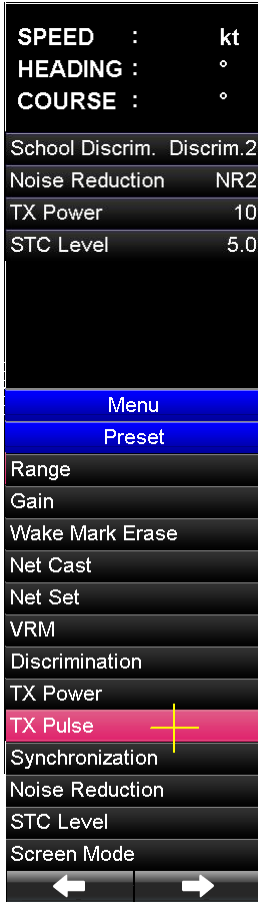 SPEED : kt
HEADING : °
COURSE : °
School Discrim. Discrim.2
Noise Reduction NR2
TX Power 10
STC Level 5.0
Menu
Preset
Range
Gain
Wake Mark Erase
Net Cast
Net Set
VRM
Discrimination
TX Power
TX Pulse
Synchronization
Noise Reduction
STC Level
Screen Mode